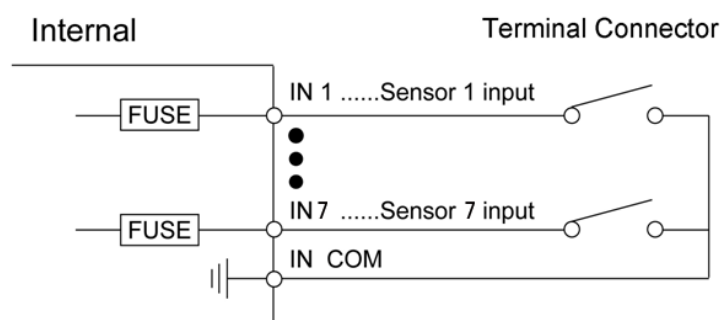 Internal
Terminal Connector
IN 1 ......Sensor 1 input
FUSE
IN7 ......Sensor 7 input
FUSE
IN COM